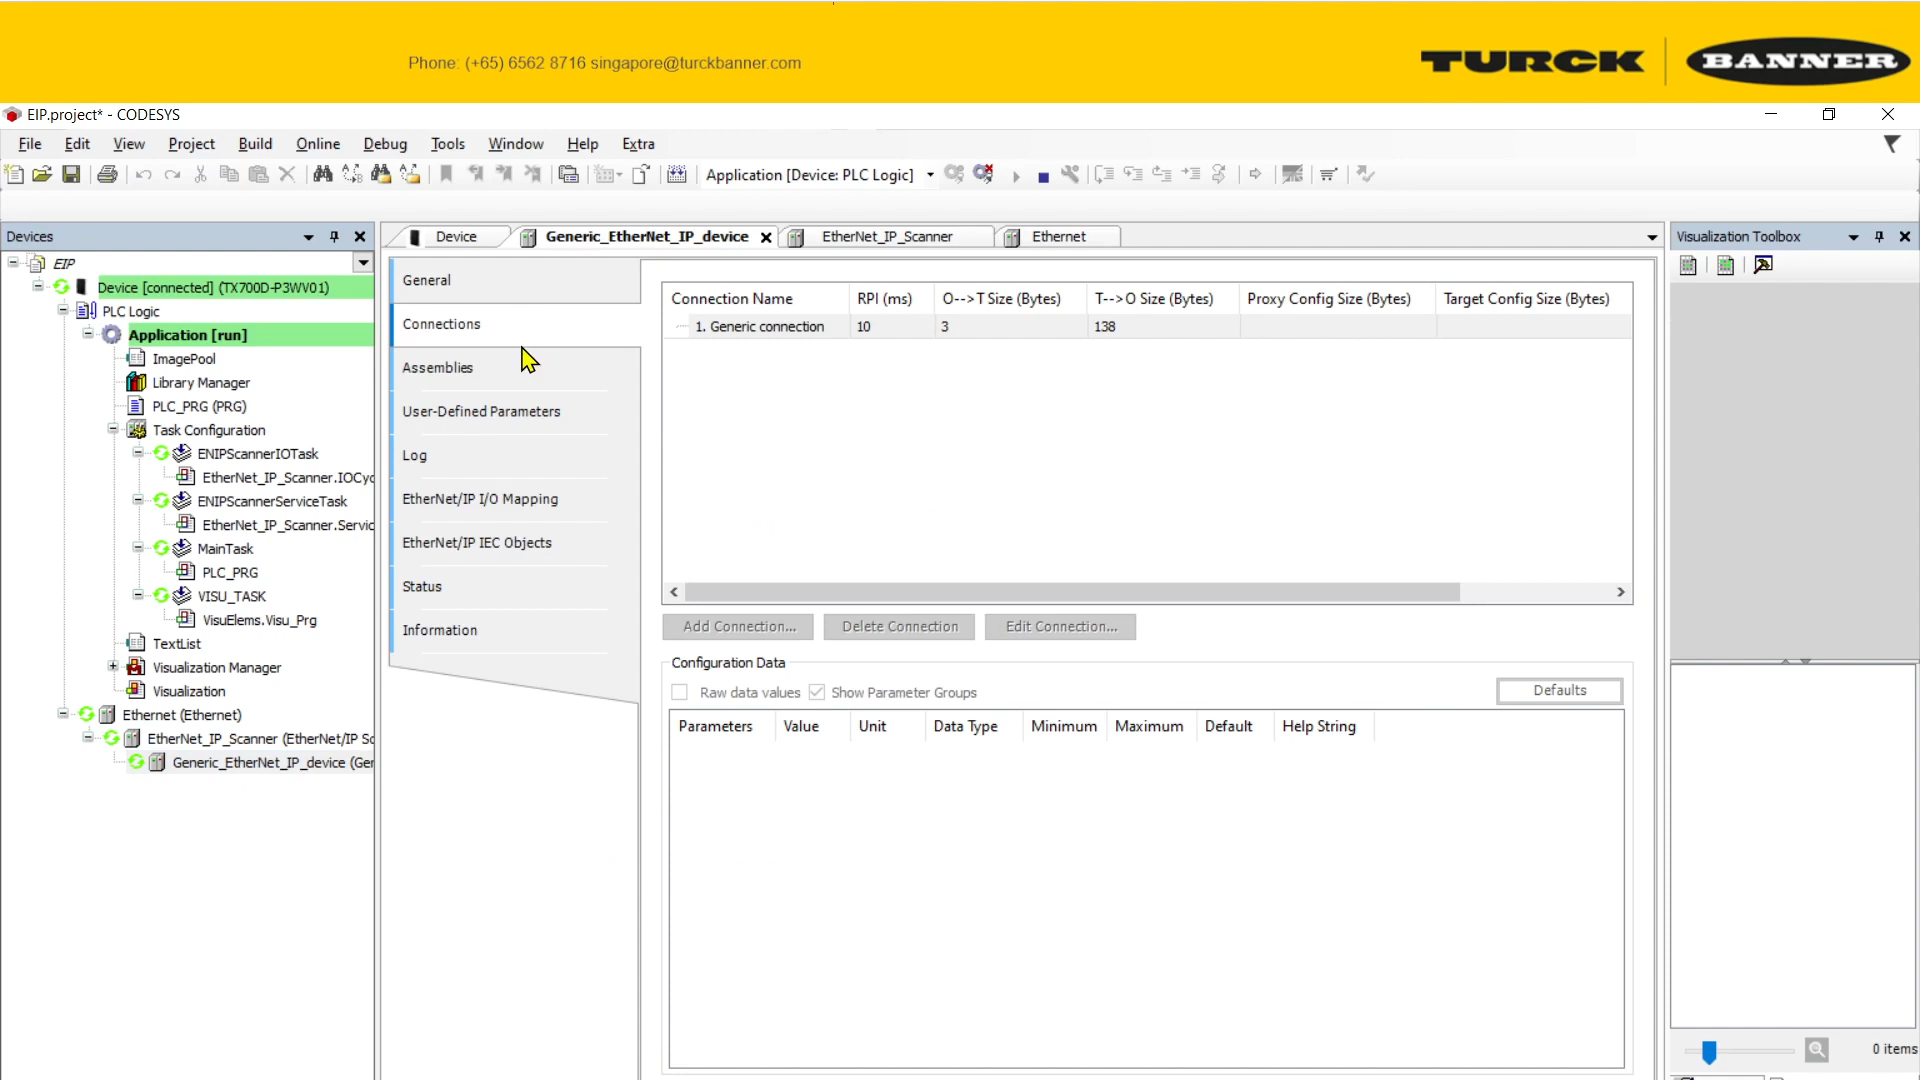 Phone: (+65) 6562 8716 singapore@turckbanner.com
TURCK
BANNER
EIP.project* - CODESYS
File Edit View Project Build Online Debug Tools Window Help Extra
Application [Device: PLC Logic]
Devices
EIP
Device [connected] (TX700D-P3WV01)
PLC Logic
Application [run]
ImagePool
Library Manager
PLC_PRG (PRG)
Task Configuration
ENIPScannerIOTask
EtherNet_IP_Scanner.IOCyc
ENIPScannerServiceTask
EtherNet_IP_Scanner.Servic
MainTask
PLC_PRG
VISU_TASK
VisuElems.Visu_Prg
TextList
Visualization Manager
Visualization
Ethernet (Ethernet)
EtherNet_IP_Scanner (EtherNet/IP Sc
Generic_EtherNet_IP_device (Ger
Device Generic_EtherNet_IP_device EtherNet_IP_Scanner Ethernet
General
Connections
Assemblies
User-Defined Parameters
Log
EtherNet/IP I/O Mapping
EtherNet/IP IEC Objects
Status
Information
Connection Name RPI (ms) O-->T Size (Bytes) T-->O Size (Bytes) Proxy Config Size (Bytes) Target Config Size (Bytes)
1. Generic connection 10 3 138
Add Connection... Delete Connection Edit Connection...
Configuration Data
Raw data values Show Parameter Groups Defaults
Parameters Value Unit Data Type Minimum Maximum Default Help String
Visualization Toolbox
0 items